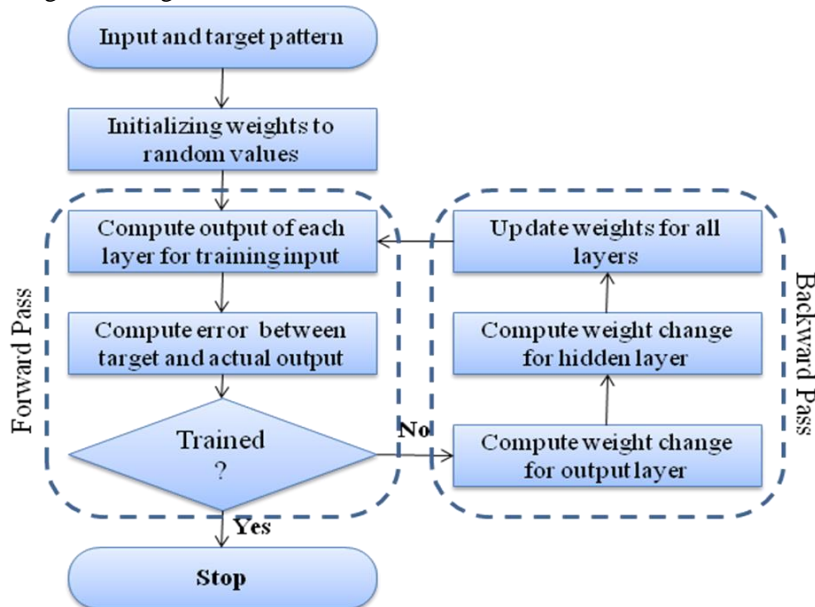 Input and target pattern
Initializing weights to
random values
Compute output of each
layer for training input
Compute error between
target and actual output
Trained
?
Yes
Stop
Forward Pass
No
Update weights for all
layers
Compute weight change
for hidden layer
Compute weight change
for output layer
Backward Pass